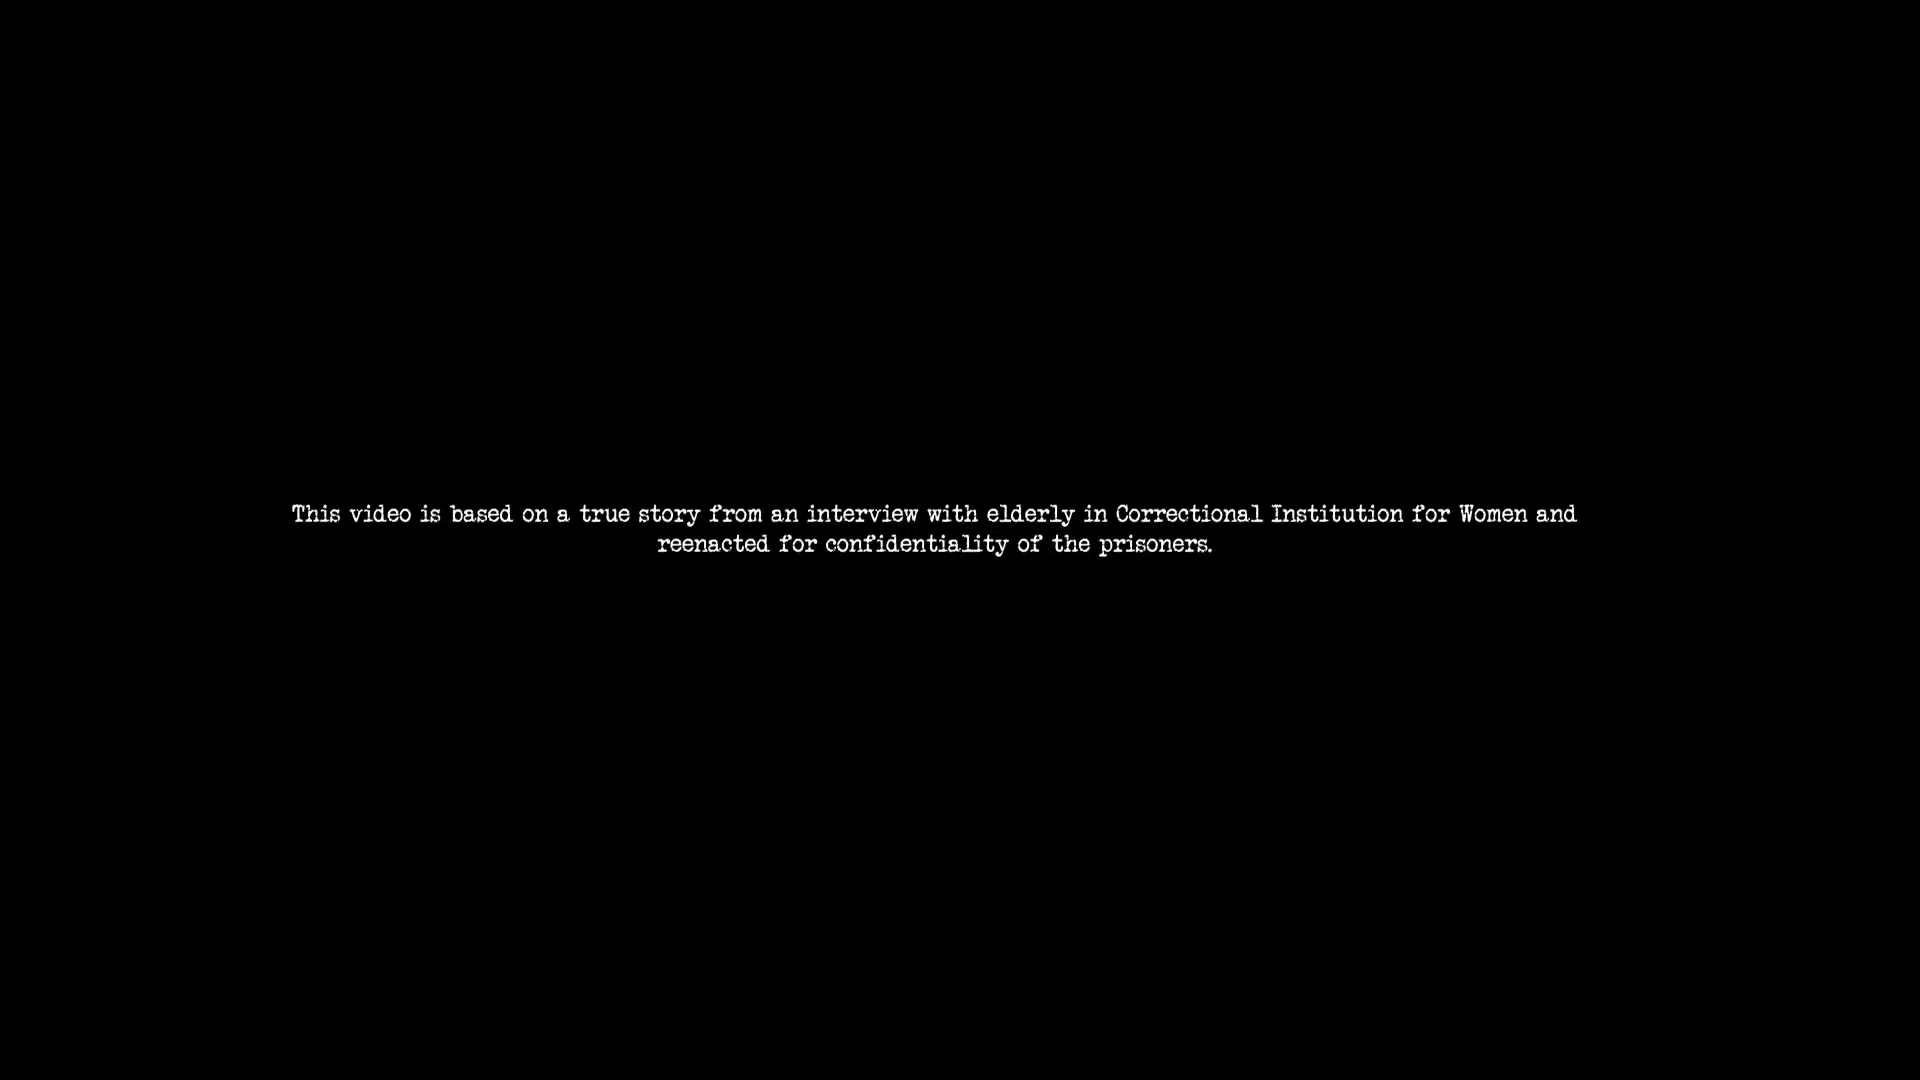 This video is based on a true story from an interview with elderly in Correctional Institution for Women and
reenacted for confidentiality of the prisoners.